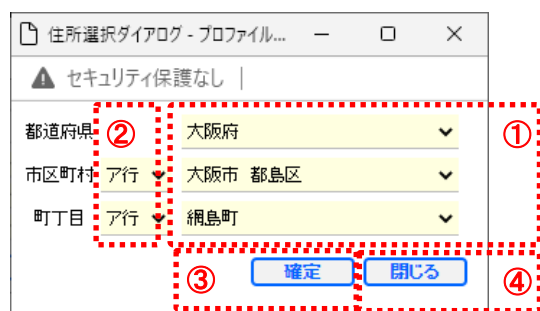 住所選択ダイアログ - プロファイル...
セキュリティ保護なし
都道府県 ② 大阪府 ①
市区町村 ア行 大阪市 都島区
町丁目 ア行 網島町
③ 確定 閉じる ④